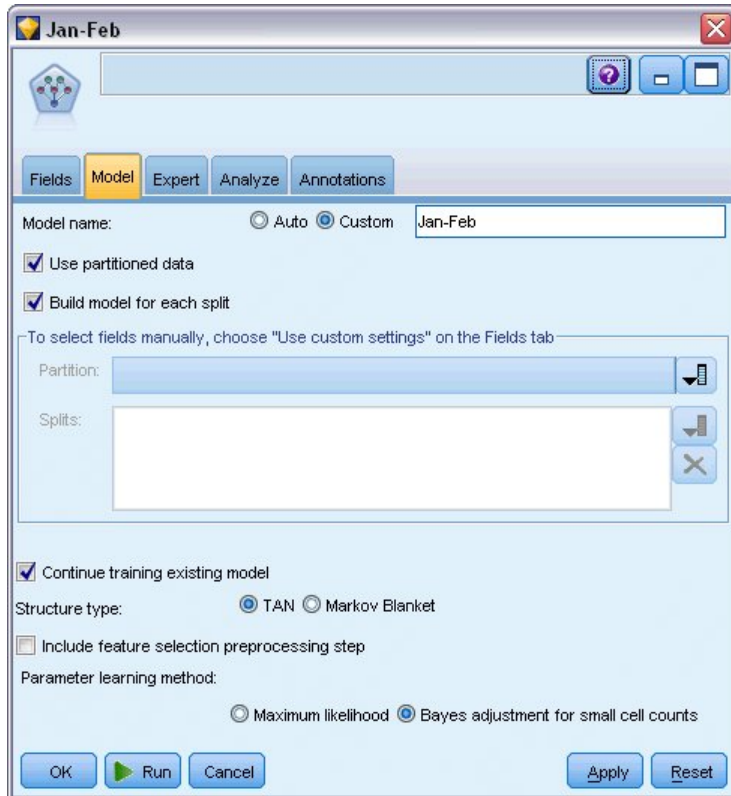 Jan-Feb
Fields Model Expert Analyze Annotations
Model name: Auto Custom Jan-Feb
Use partitioned data
Build model for each split
To select fields manually, choose "Use custom settings" on the Fields tab
Partition:
Splits:
Continue training existing model
Structure type: TAN Markov Blanket
Include feature selection preprocessing step
Parameter learning method:
Maximum likelihood Bayes adjustment for small cell counts
OK Run Cancel Apply Reset